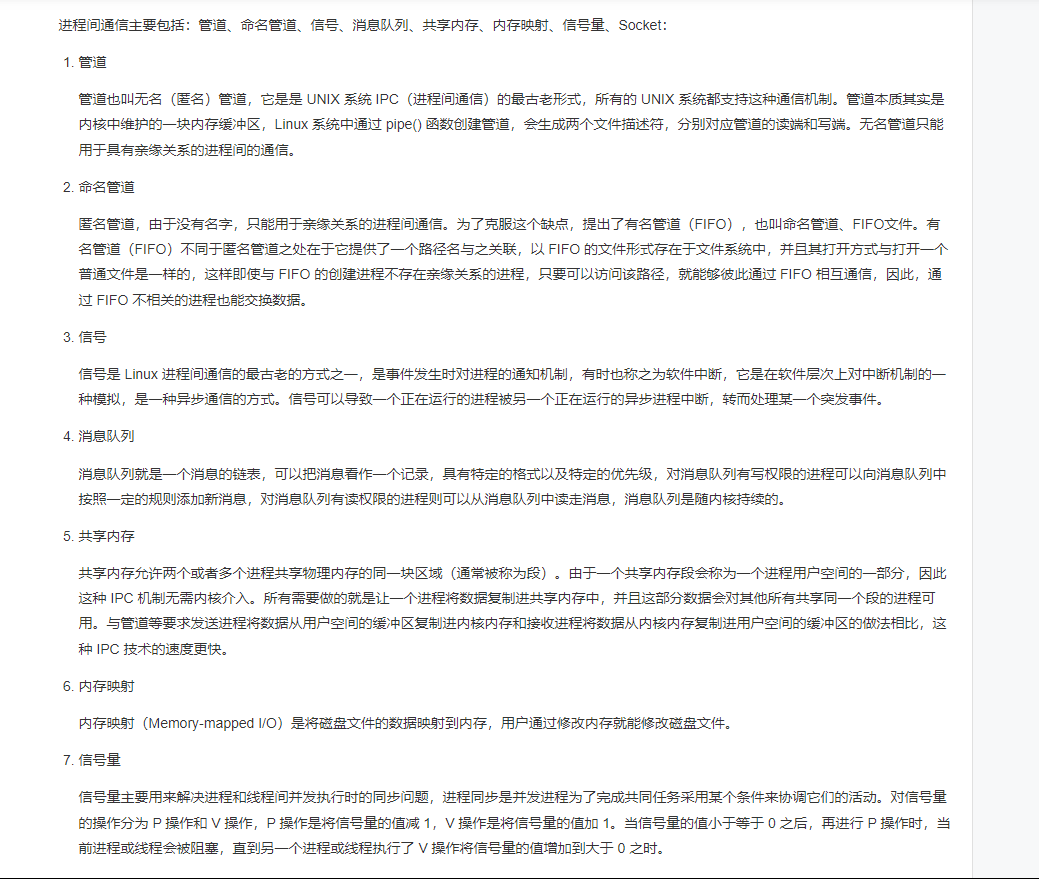 进程间通信主要包括：管道、命名管道、信号、消息队列、共享内存、内存映射、信号量、Socket：
1. 管道
管道也叫无名（匿名）管道，它是是 UNIX 系统 IPC（进程间通信）的最古老形式，所有的 UNIX 系统都支持这种通信机制。管道本质其实是
内核中维护的一块内存缓冲区，Linux 系统中通过 pipe() 函数创建管道，会生成两个文件描述符，分别对应管道的读端和写端。无名管道只能
用于具有亲缘关系的进程间的通信。
2. 命名管道
匿名管道，由于没有名字，只能用于亲缘关系的进程间通信。为了克服这个缺点，提出了有名管道（FIFO），也叫命名管道、FIFO文件。有
名管道（FIFO）不同于匿名管道之处在于它提供了一个路径名与之关联，以 FIFO 的文件形式存在于文件系统中，并且其打开方式与打开一个
普通文件是一样的，这样即使与 FIFO 的创建进程不存在亲缘关系的进程，只要可以访问该路径，就能够彼此通过 FIFO 相互通信，因此，通
过 FIFO 不相关的进程也能交换数据。
3. 信号
信号是 Linux 进程间通信的最古老的方式之一，是事件发生时对进程的通知机制，有时也称之为软件中断，它是在软件层次上对中断机制的一
种模拟，是一种异步通信的方式。信号可以导致一个正在运行的进程被另一个正在运行的异步进程中断，转而处理某一个突发事件。
4. 消息队列
消息队列就是一个消息的链表，可以把消息看作一个记录，具有特定的格式以及特定的优先级，对消息队列有写权限的进程可以向消息队列中
按照一定的规则添加新消息，对消息队列有读权限的进程则可以从消息队列中读走消息，消息队列是随内核持续的。
5. 共享内存
共享内存允许两个或者多个进程共享物理内存的同一块区域（通常被称为段）。由于一个共享内存段会称为一个进程用户空间的一部分，因此
这种 IPC 机制无需内核介入。所有需要做的就是让一个进程将数据复制进共享内存中，并且这部分数据会对其他所有共享同一个段的进程可
用。与管道等要求发送进程将数据从用户空间的缓冲区复制进内核内存和接收进程将数据从内核内存复制进用户空间的缓冲区的做法相比，这
种 IPC 技术的速度更快。
6. 内存映射
内存映射（Memory-mapped I/O）是将磁盘文件的数据映射到内存，用户通过修改内存就能修改磁盘文件。
7. 信号量
信号量主要用来解决进程和线程间并发执行时的同步问题，进程同步是并发进程为了完成共同任务采用某个条件来协调它们的活动。对信号量
的操作分为 P 操作和 V 操作，P 操作是将信号量的值减 1，V 操作是将信号量的值加 1。当信号量的值小于等于 0 之后，再进行 P 操作时，当
前进程或线程会被阻塞，直到另一个进程或线程执行了 V 操作将信号量的值增加到大于 0 之时。